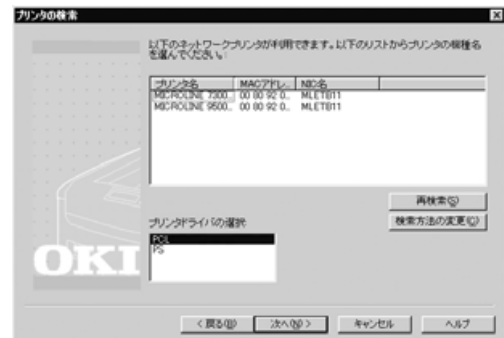 プリンタの検索
以下のネットワークプリンタが利用できます。以下のリストからプリンタの機種名
を選んでください。
プリンタ名 MACアドレ... NIC名
MICROLINE 7300... 00 80 92 0... MLETB11
MICROLINE 9500... 00 80 92 0... MLETB11
再検索(S)
検索方法の変更(C)
プリンタドライバの選択
PCL
PS
OKI
< 戻る(B) 次へ(N) > キャンセル ヘルプ